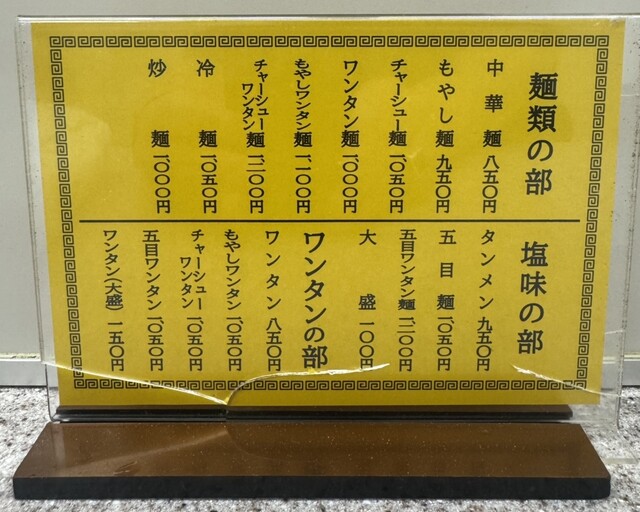 麺類の部
中華麺 八五〇円
もやし麺 九五〇円
チャーシュー麺 一、〇五〇円
ワンタン麺 一、〇〇〇円
もやしワンタン麺 一、一〇〇円
チャーシューワンタン麺 一、二〇〇円
冷麺 一、〇五〇円
炒麺 一、〇〇〇円
塩味の部
タンメン 九五〇円
五目麺 一、〇五〇円
五目ワンタン麺 一、二〇〇円
大盛 一〇〇円
ワンタンの部
ワンタン 八五〇円
もやしワンタン 一、〇五〇円
チャーシューワンタン 一、〇五〇円
五目ワンタン 一、〇五〇円
ワンタン(大盛) 一五〇円